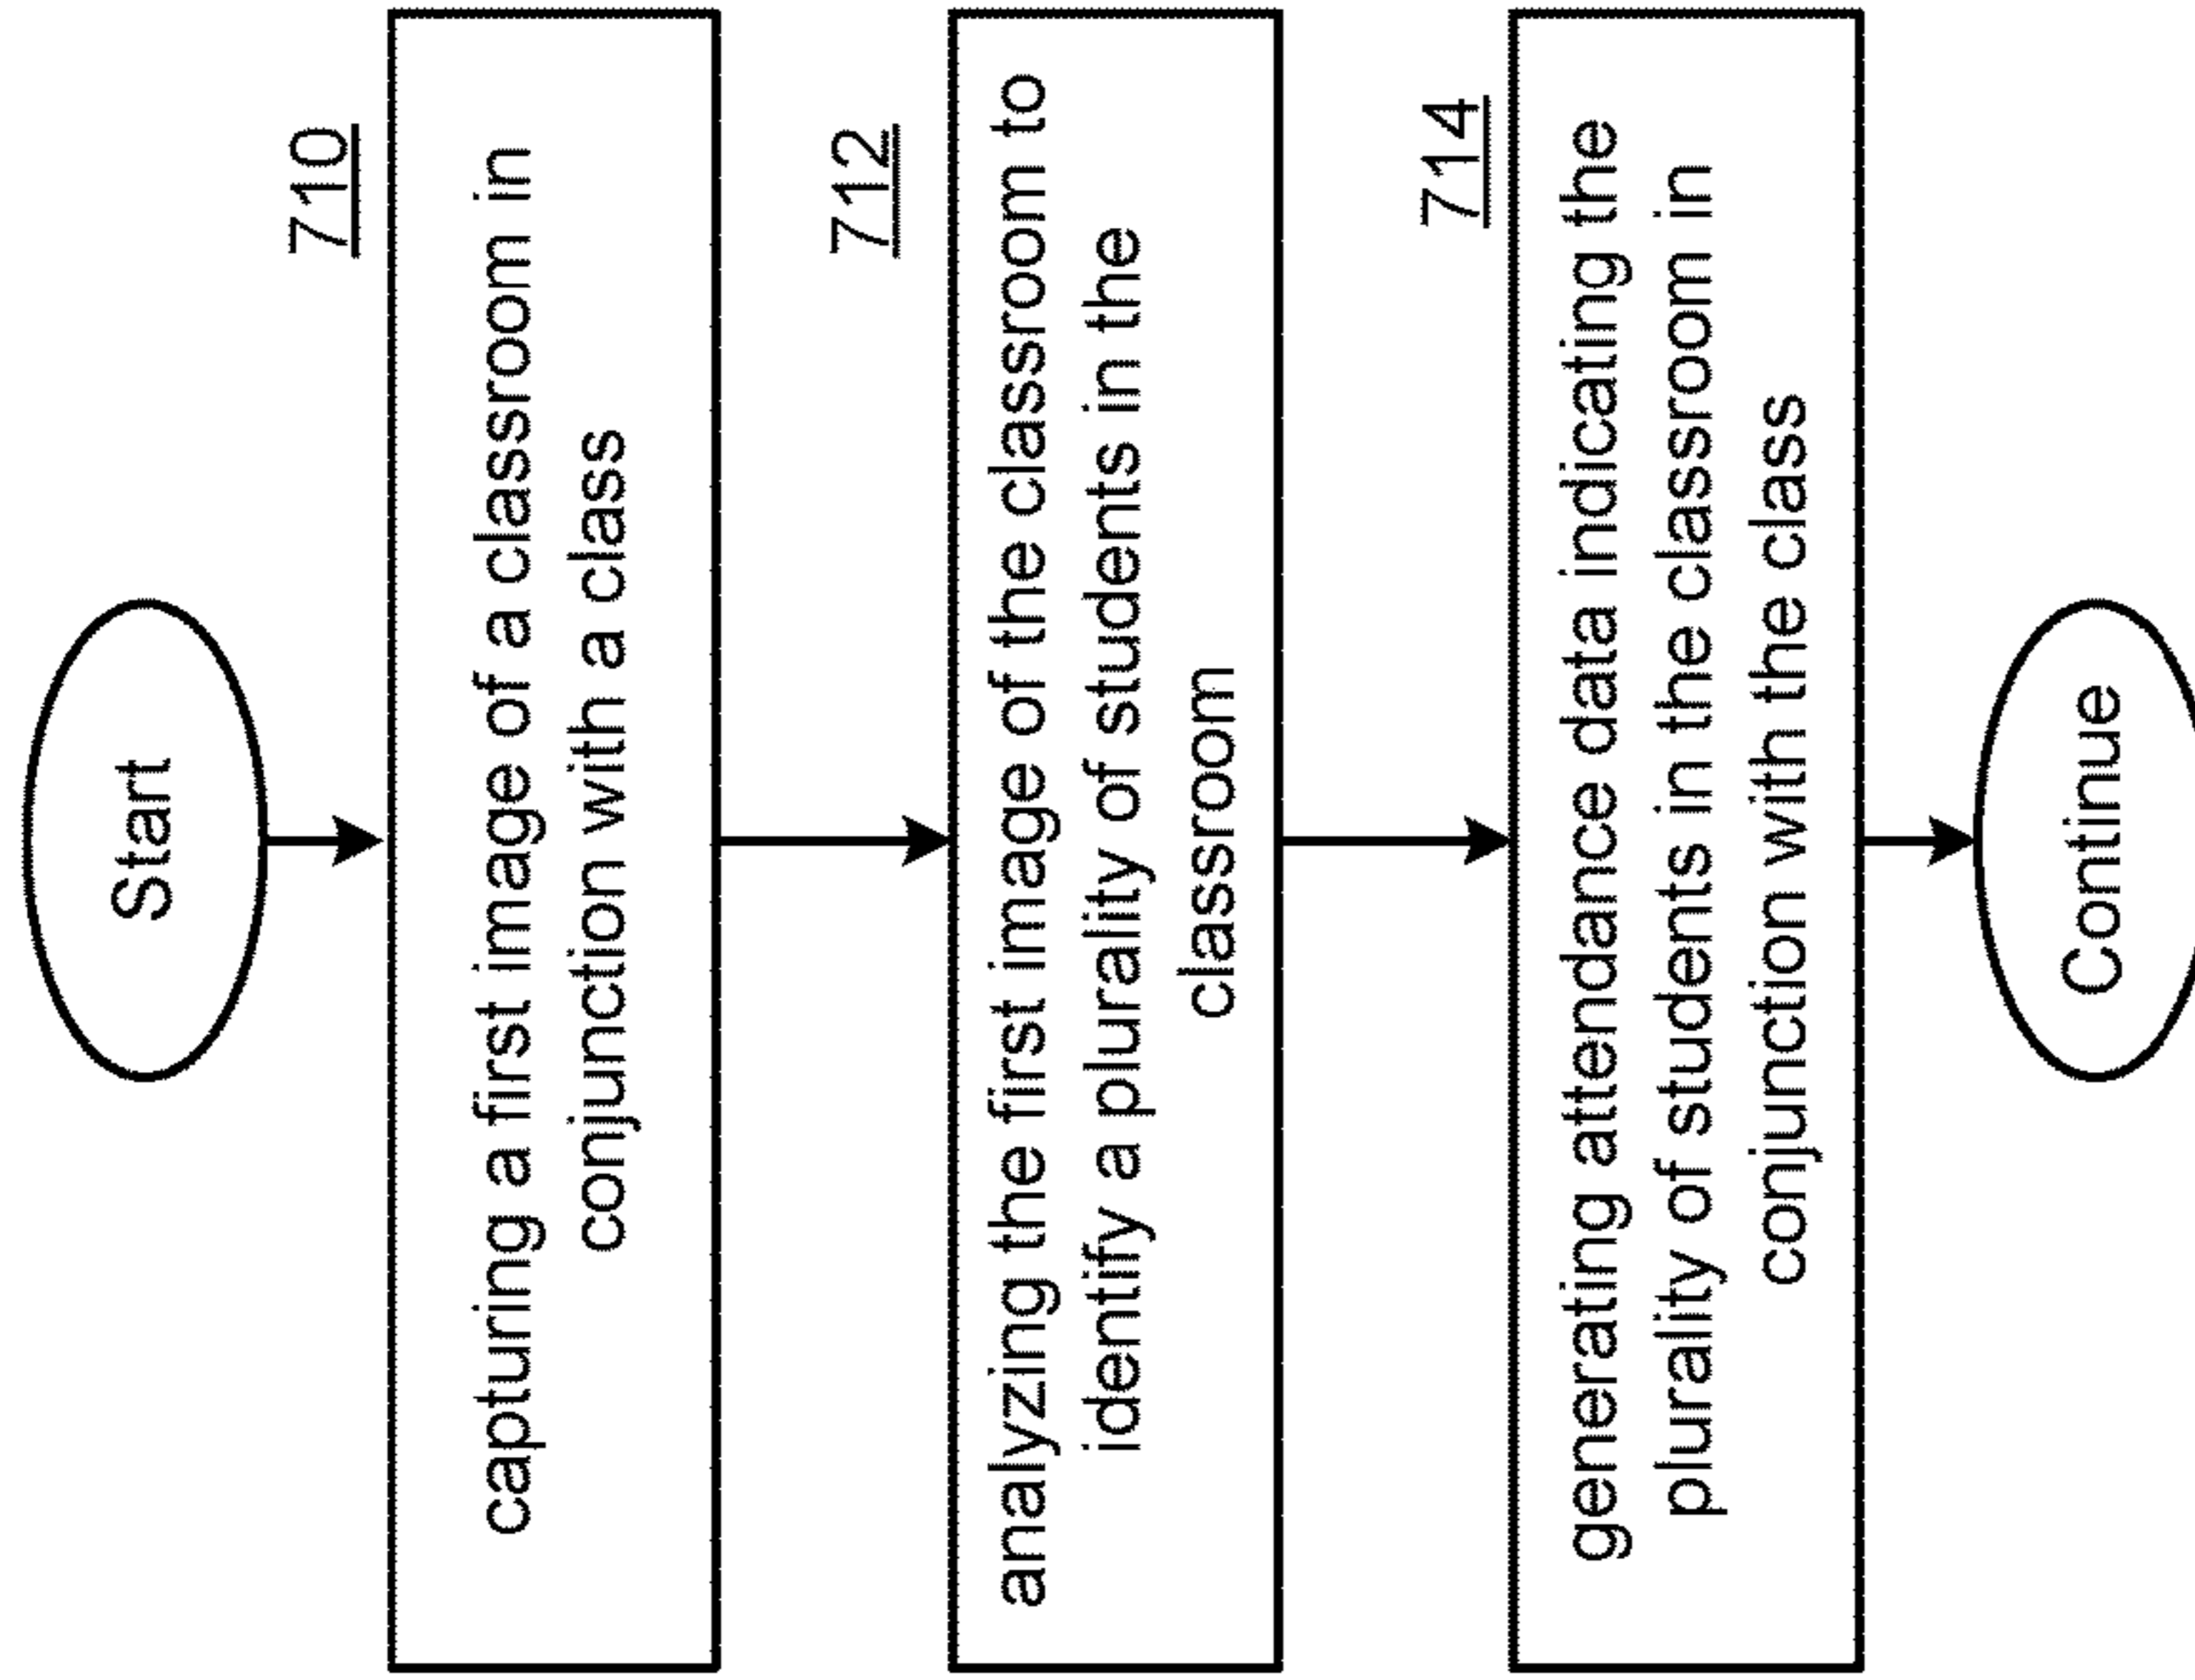 Start
710
capturing a first image of a classroom in
conjunction with a class
712
analyzing the first image of the classroom to
identify a plurality of students in the
classroom
714
generating attendance data indicating the
plurality of students in the classroom in
conjunction with the class
Continue